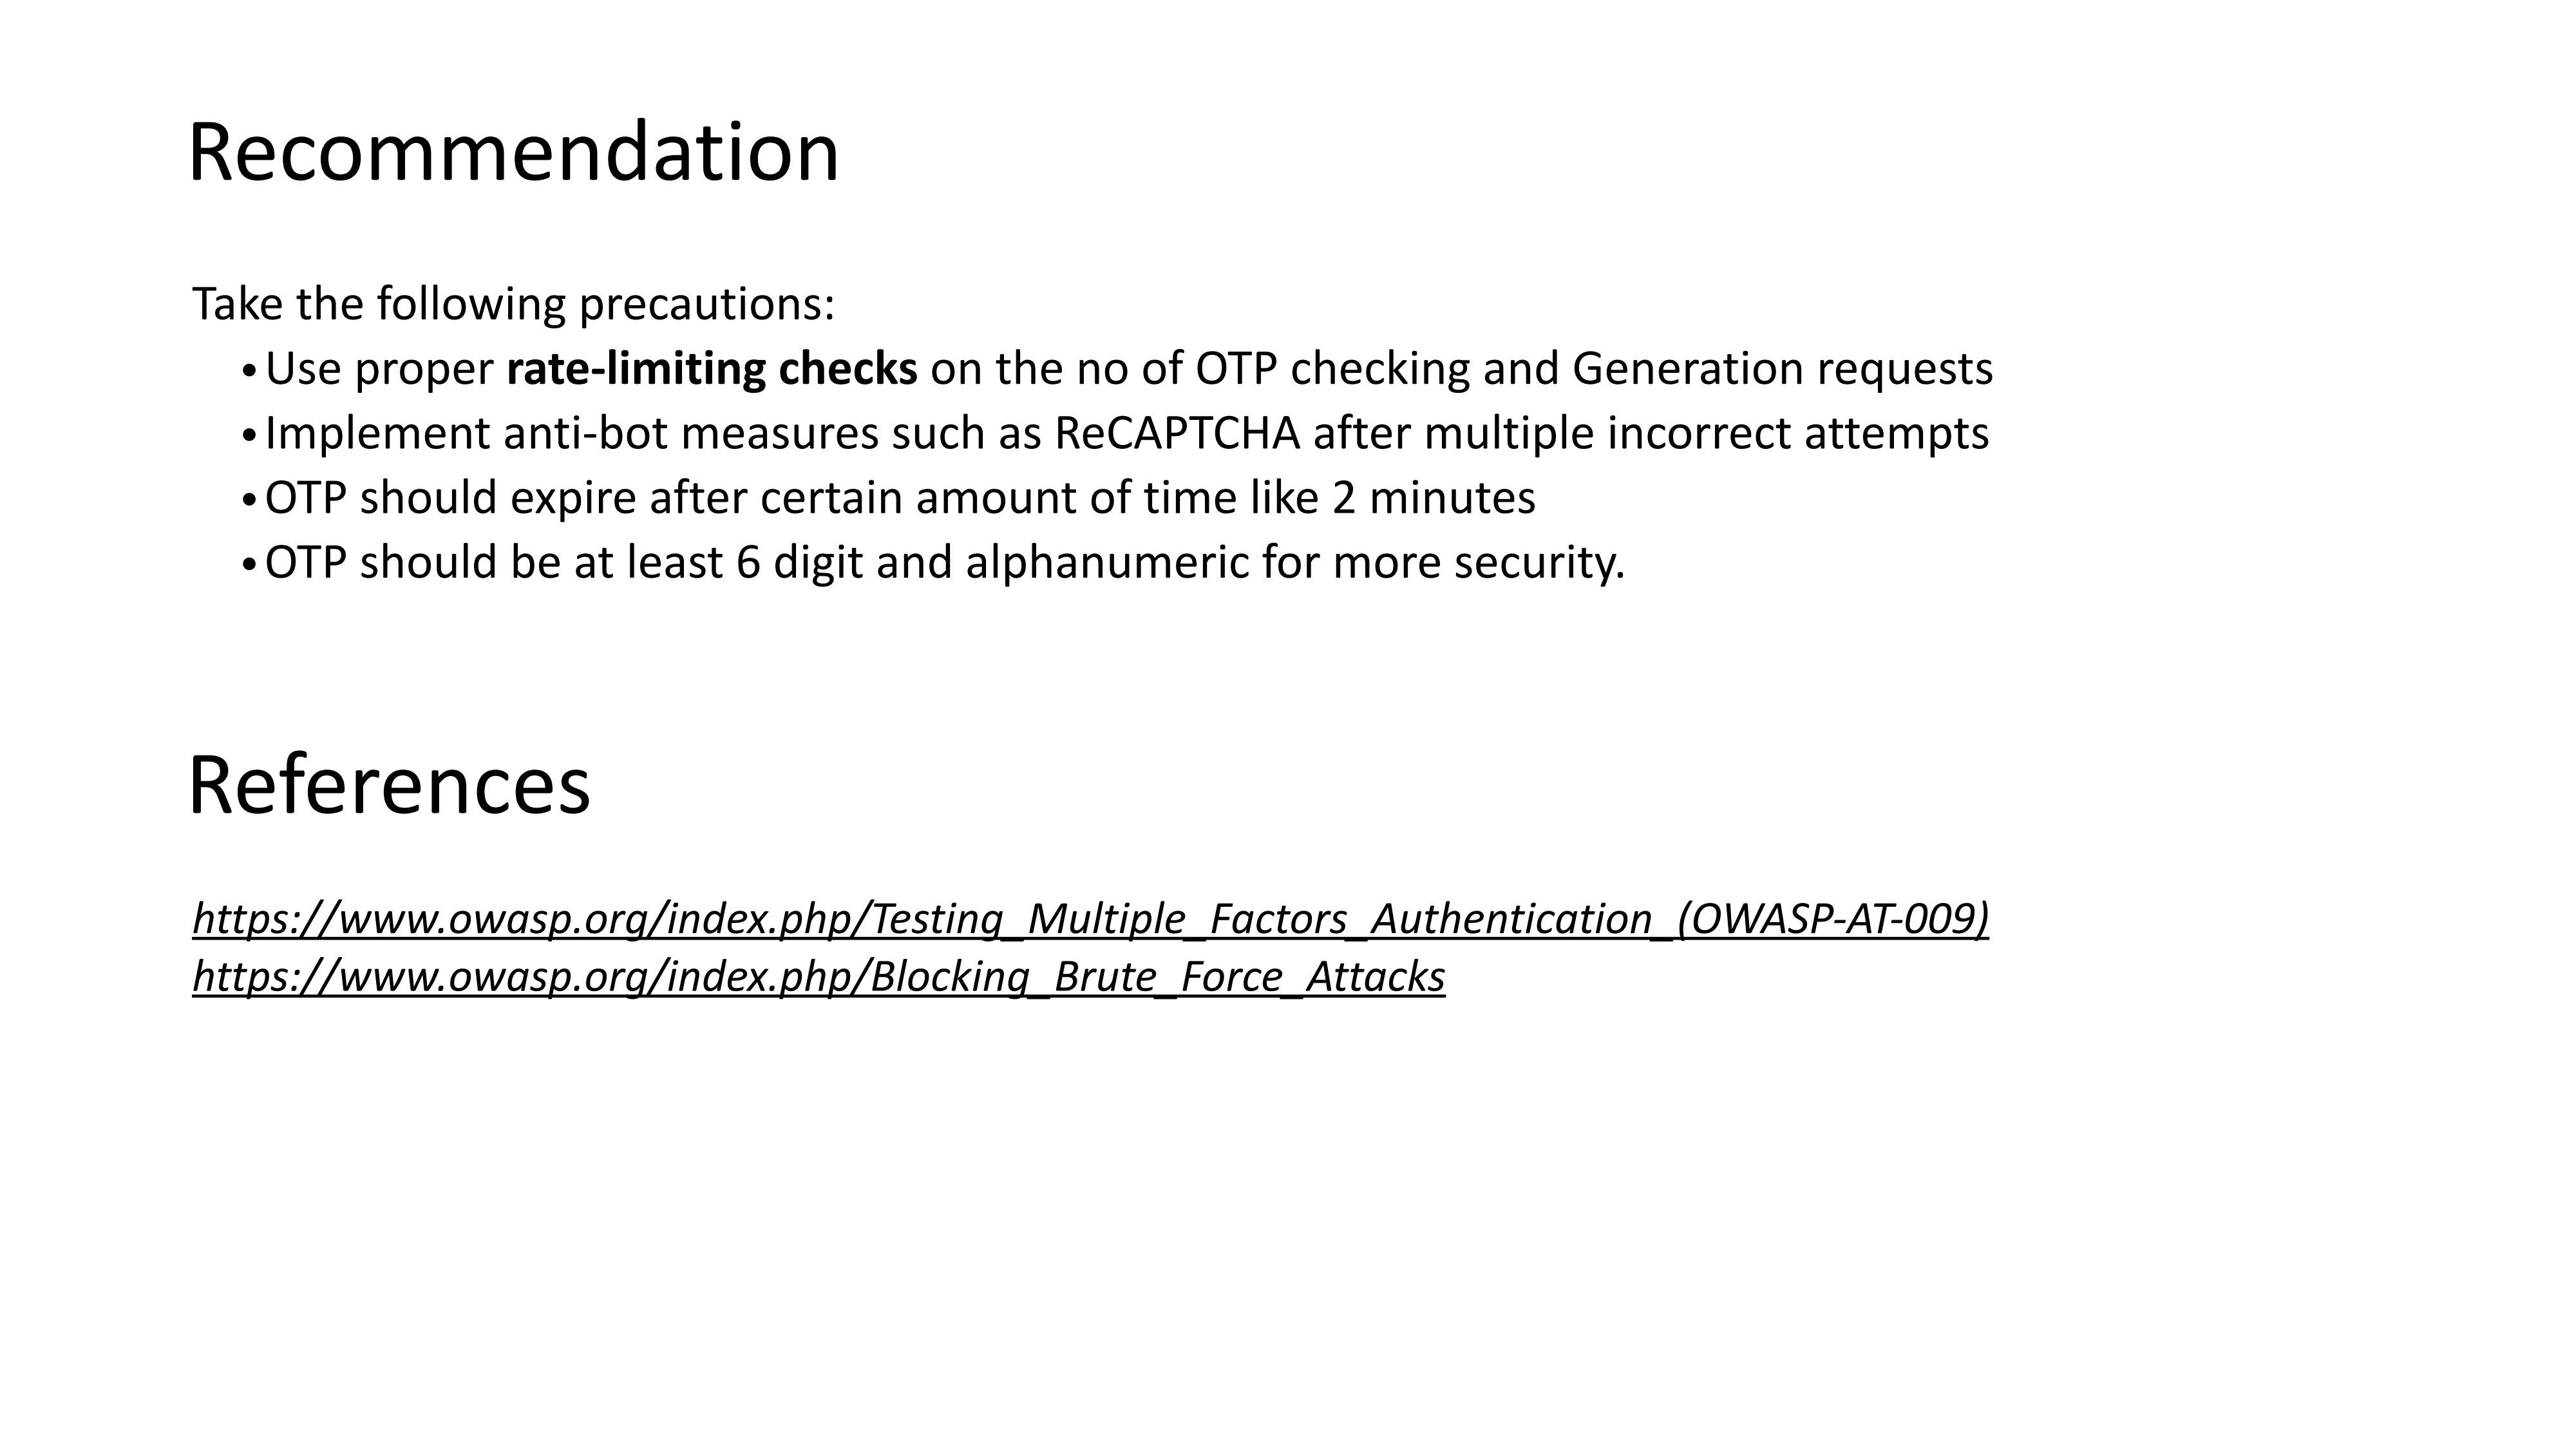 Recommendation
Take the following precautions:
• Use proper rate-limiting checks on the no of OTP checking and Generation requests
• Implement anti-bot measures such as ReCAPTCHA after multiple incorrect attempts
• OTP should expire after certain amount of time like 2 minutes
• OTP should be at least 6 digit and alphanumeric for more security.
References
https://www.owasp.org/index.php/Testing_Multiple_Factors_Authentication_(OWASP-AT-009)
https://www.owasp.org/index.php/Blocking_Brute_Force_Attacks